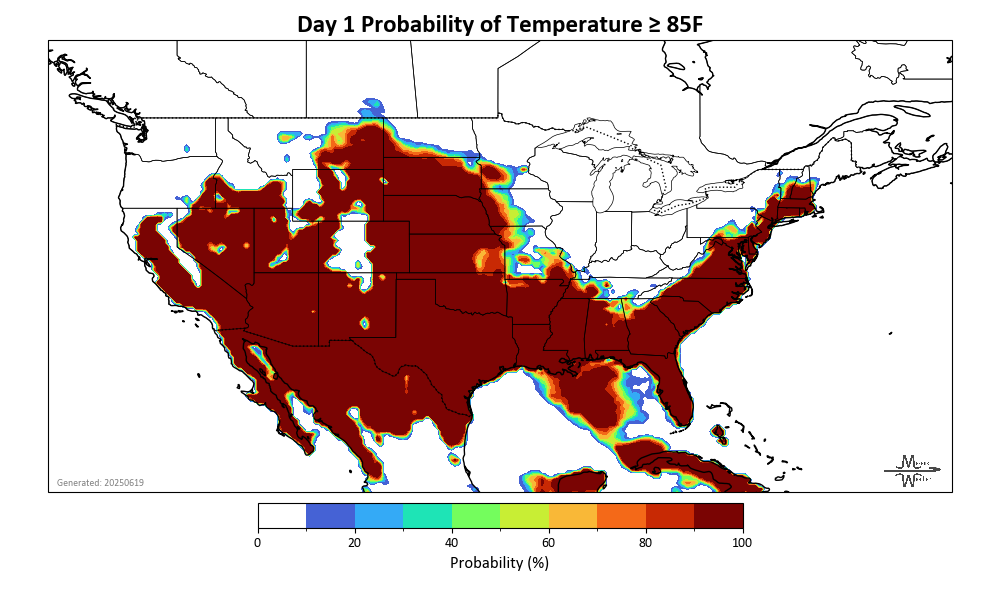 Day 1 Probability of Temperature ≥ 85F
Generated: 20250619
0 20 40 60 80 100
Probability (%)